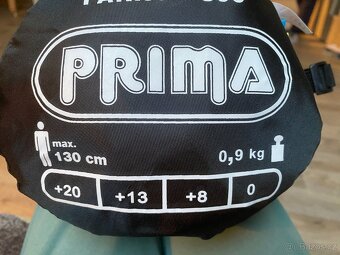 PRIMA
max.
130 cm
0,9 kg
+20 +13 +8 0